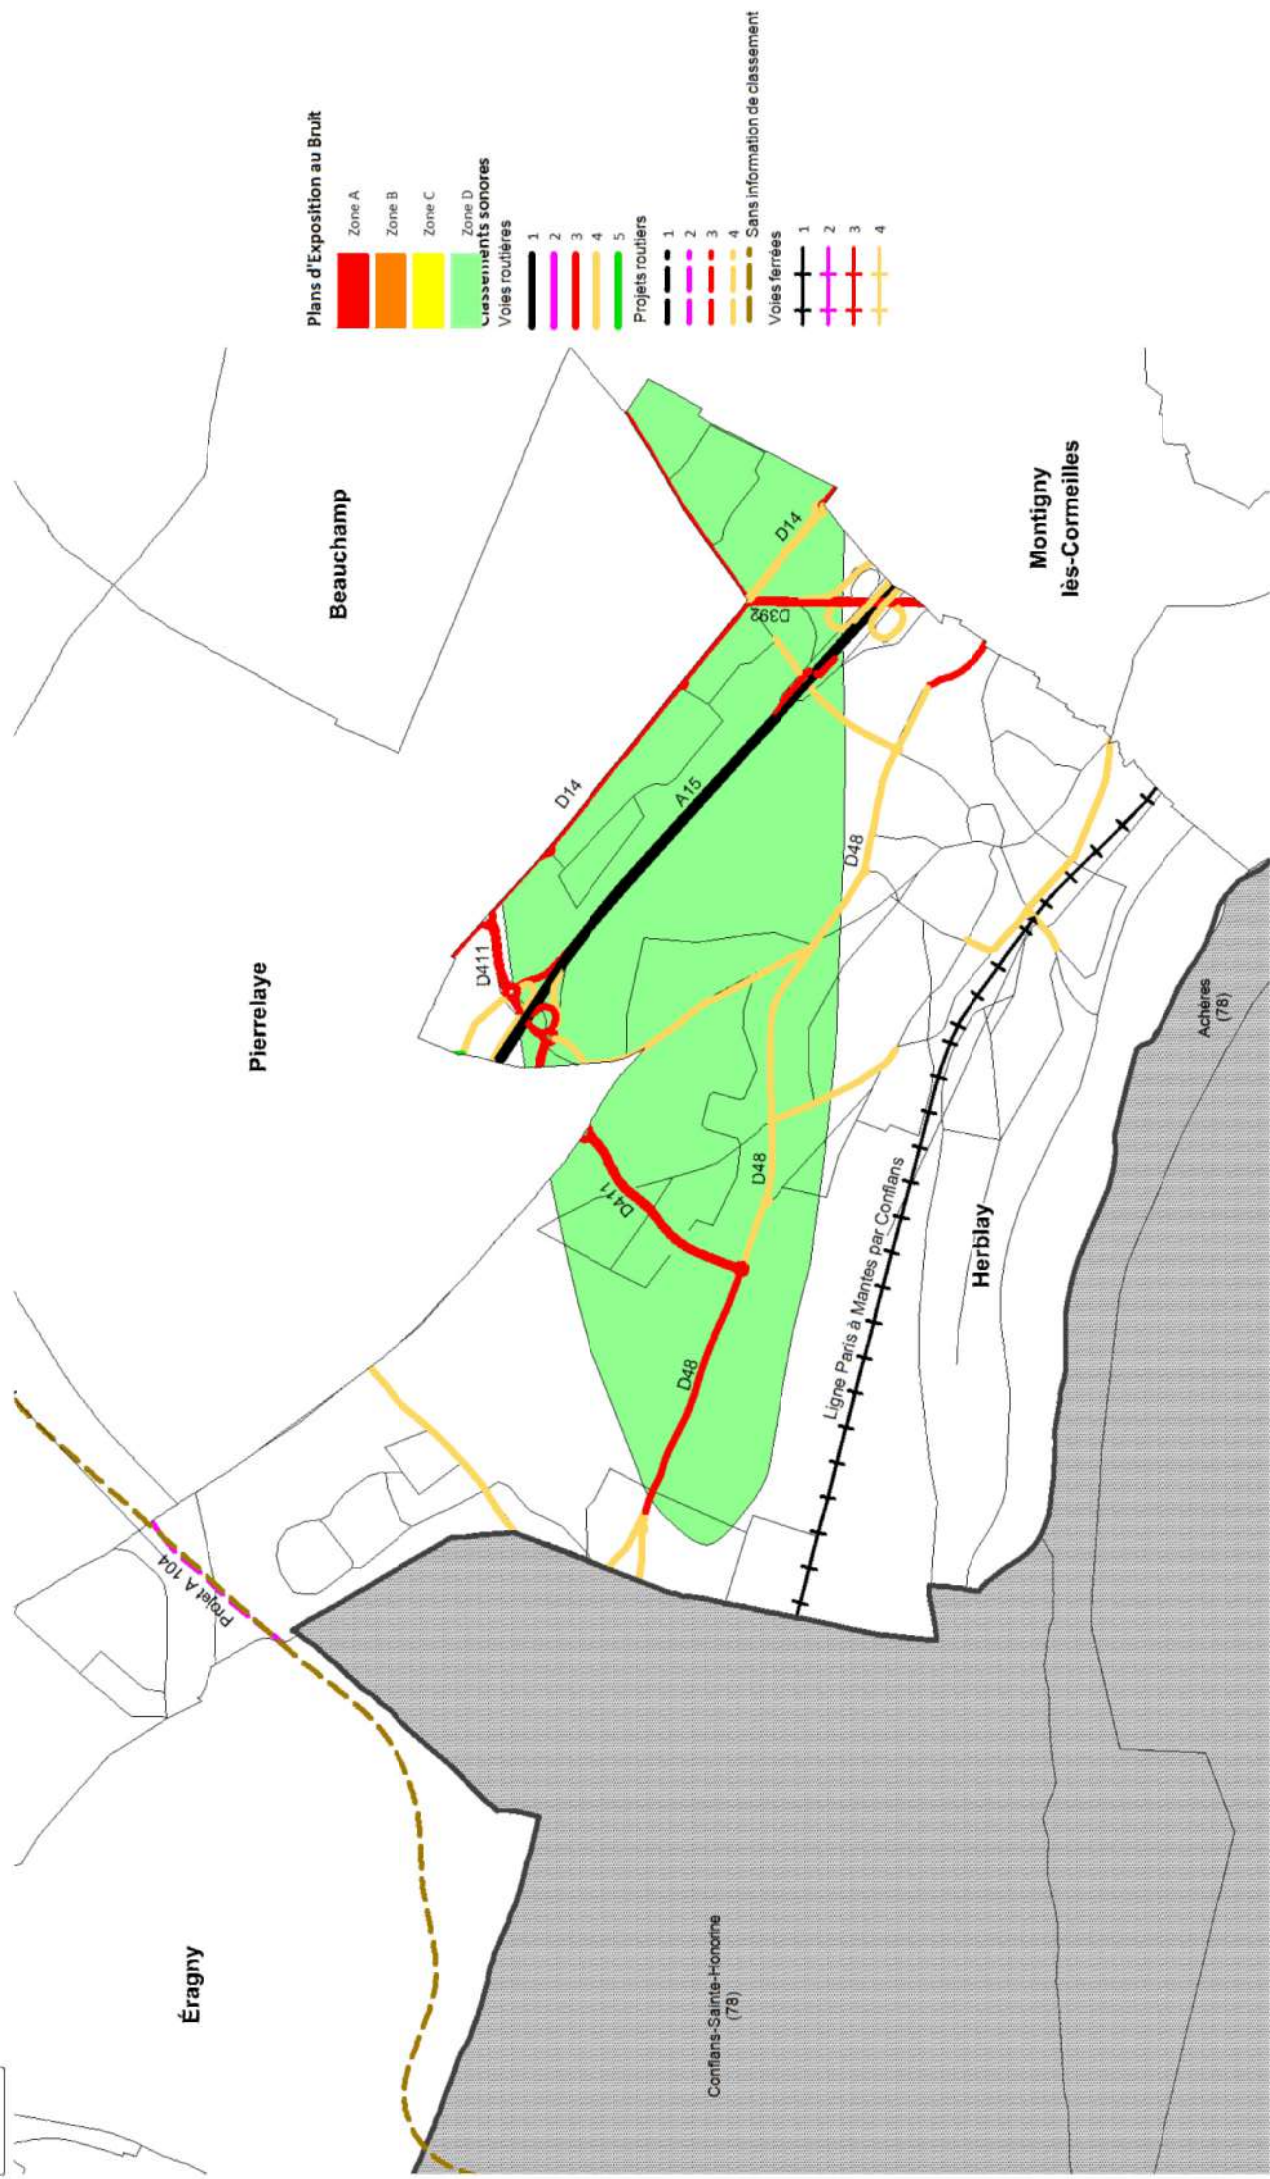 Éragny
Pierrelaye
Beauchamp
Projet A 104
D411
D14
A15
D392
D14
D411
D48
D48
D48
Montigny
lès-Cormeilles
Ligne Paris à Mantes par Conflans
Herblay
Conflans-Sainte-Honorine
(78)
Achères
(78)
Plans d'Exposition au Bruit
Zone A
Zone B
Zone C
Zone D
Classements sonores
Voies routières
1
2
3
4
5
Projets routiers
1
2
3
4
Sans information de classement
Voies ferrées
1
2
3
4